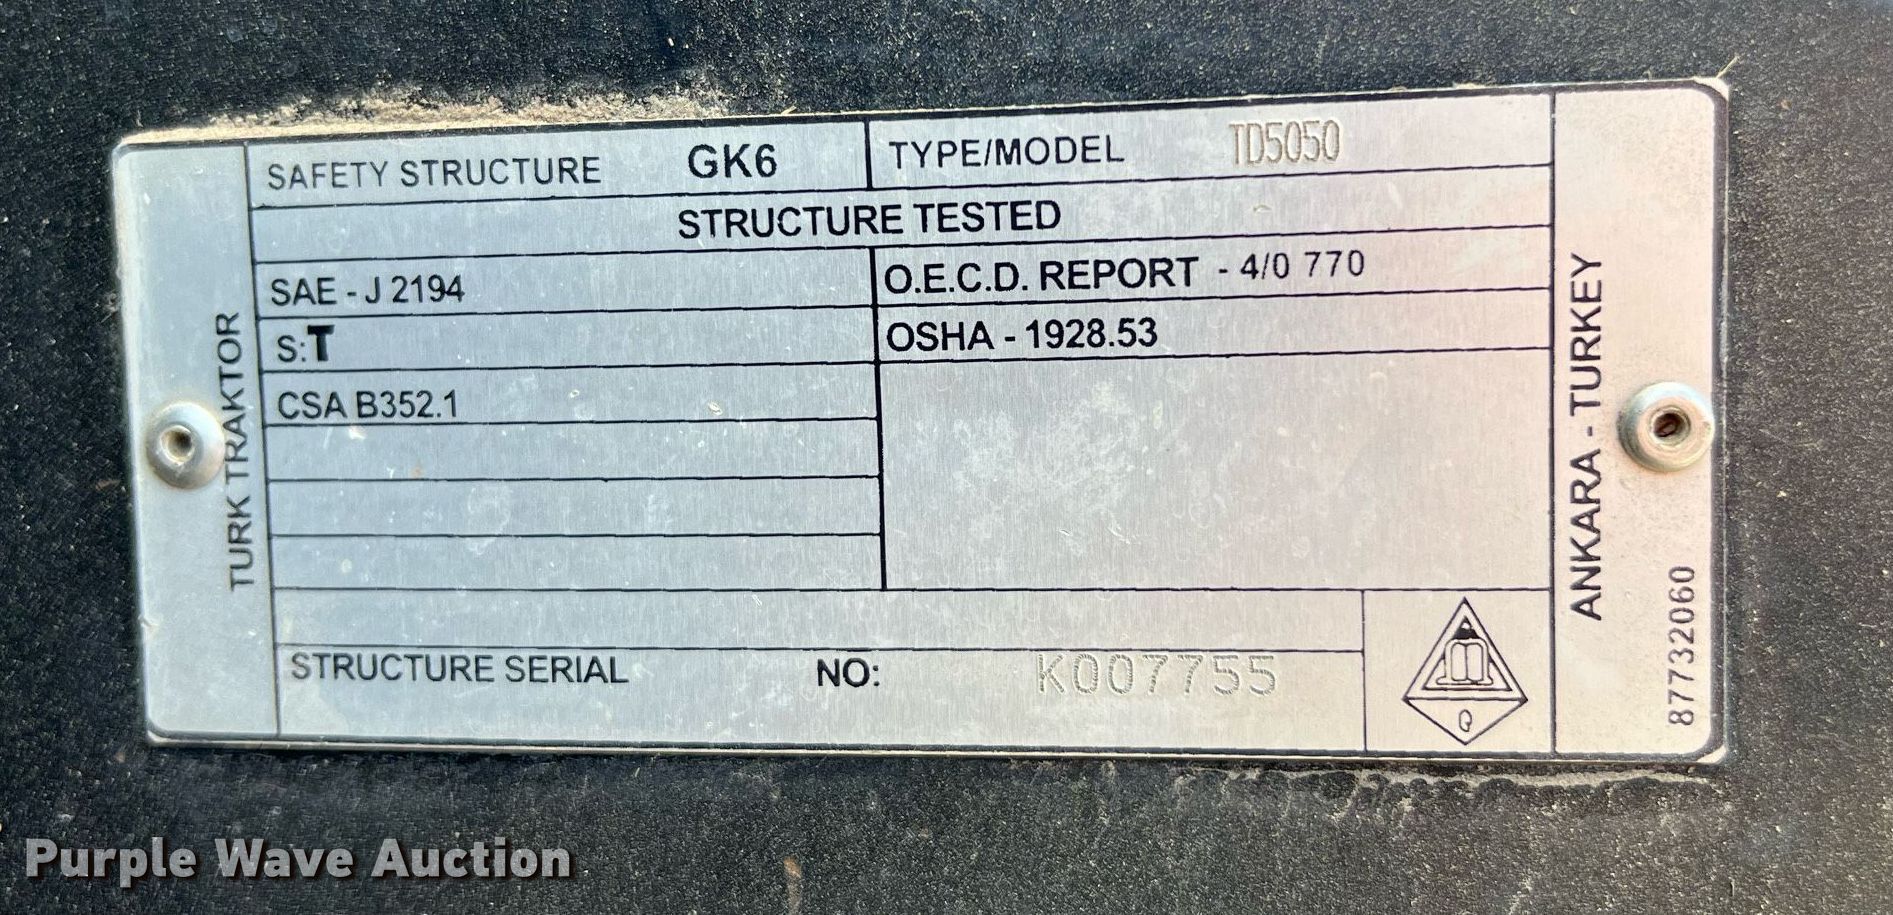 SAFETY STRUCTURE GK6
TYPE/MODEL TD5050
STRUCTURE TESTED
SAE - J 2194
O.E.C.D. REPORT - 4/0 770
S:T
OSHA - 1928.53
CSA B352.1
STRUCTURE SERIAL NO: K007755
Q
TURK TRAKTOR
ANKARA - TURKEY
87732060
Purple Wave Auction